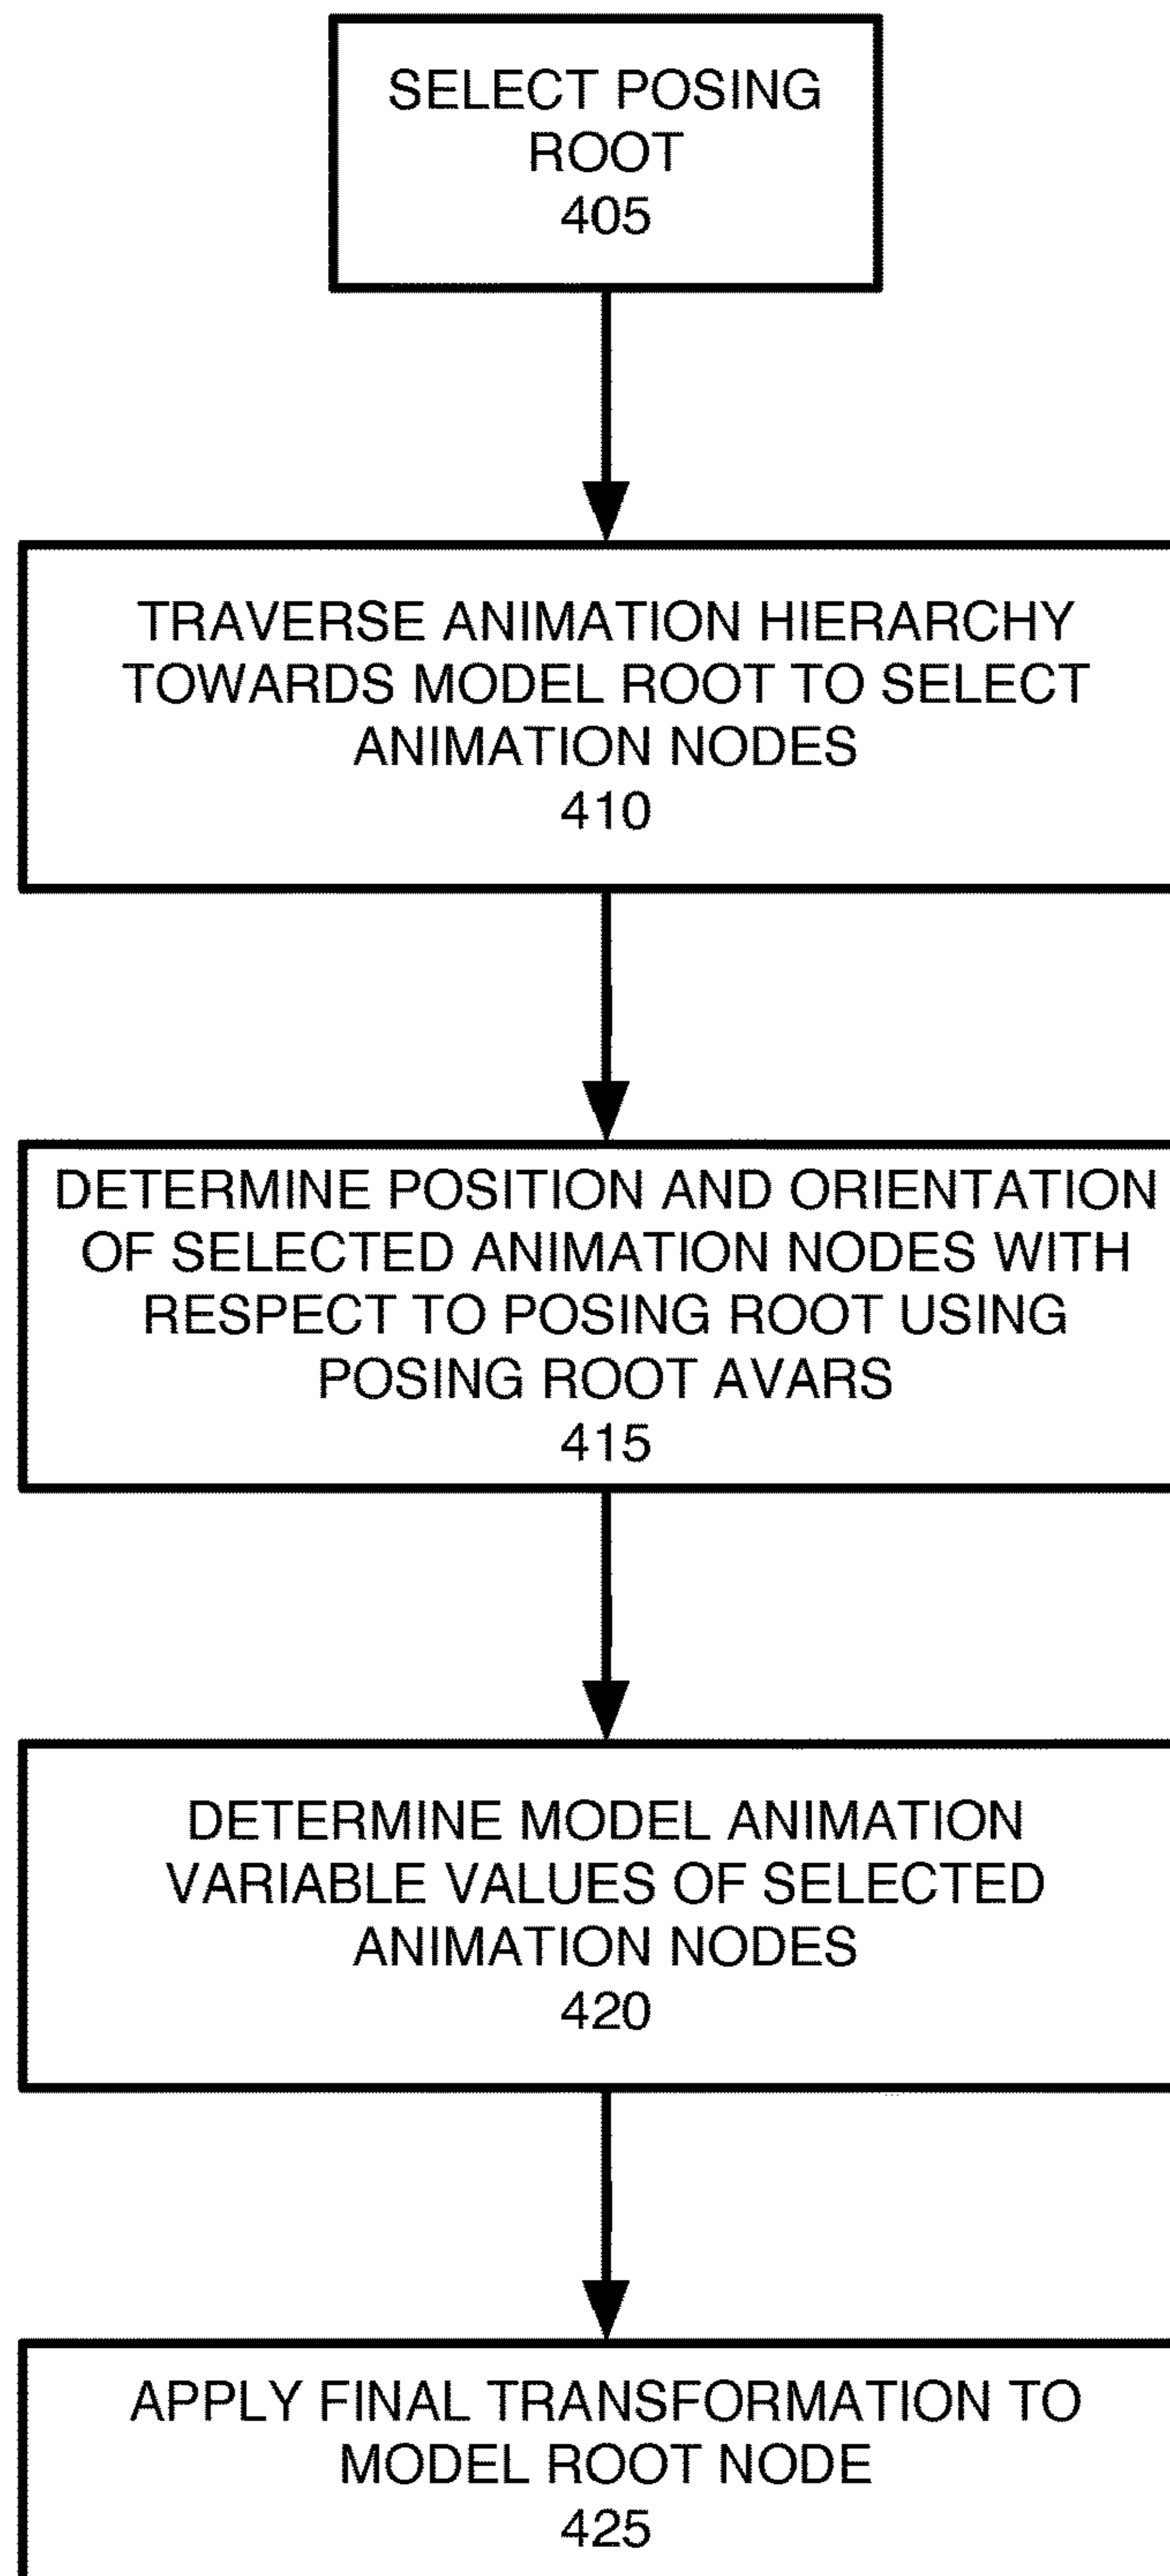 SELECT POSING
ROOT
405
TRAVERSE ANIMATION HIERARCHY
TOWARDS MODEL ROOT TO SELECT
ANIMATION NODES
410
DETERMINE POSITION AND ORIENTATION
OF SELECTED ANIMATION NODES WITH
RESPECT TO POSING ROOT USING
POSING ROOT AVARS
415
DETERMINE MODEL ANIMATION
VARIABLE VALUES OF SELECTED
ANIMATION NODES
420
APPLY FINAL TRANSFORMATION TO
MODEL ROOT NODE
425